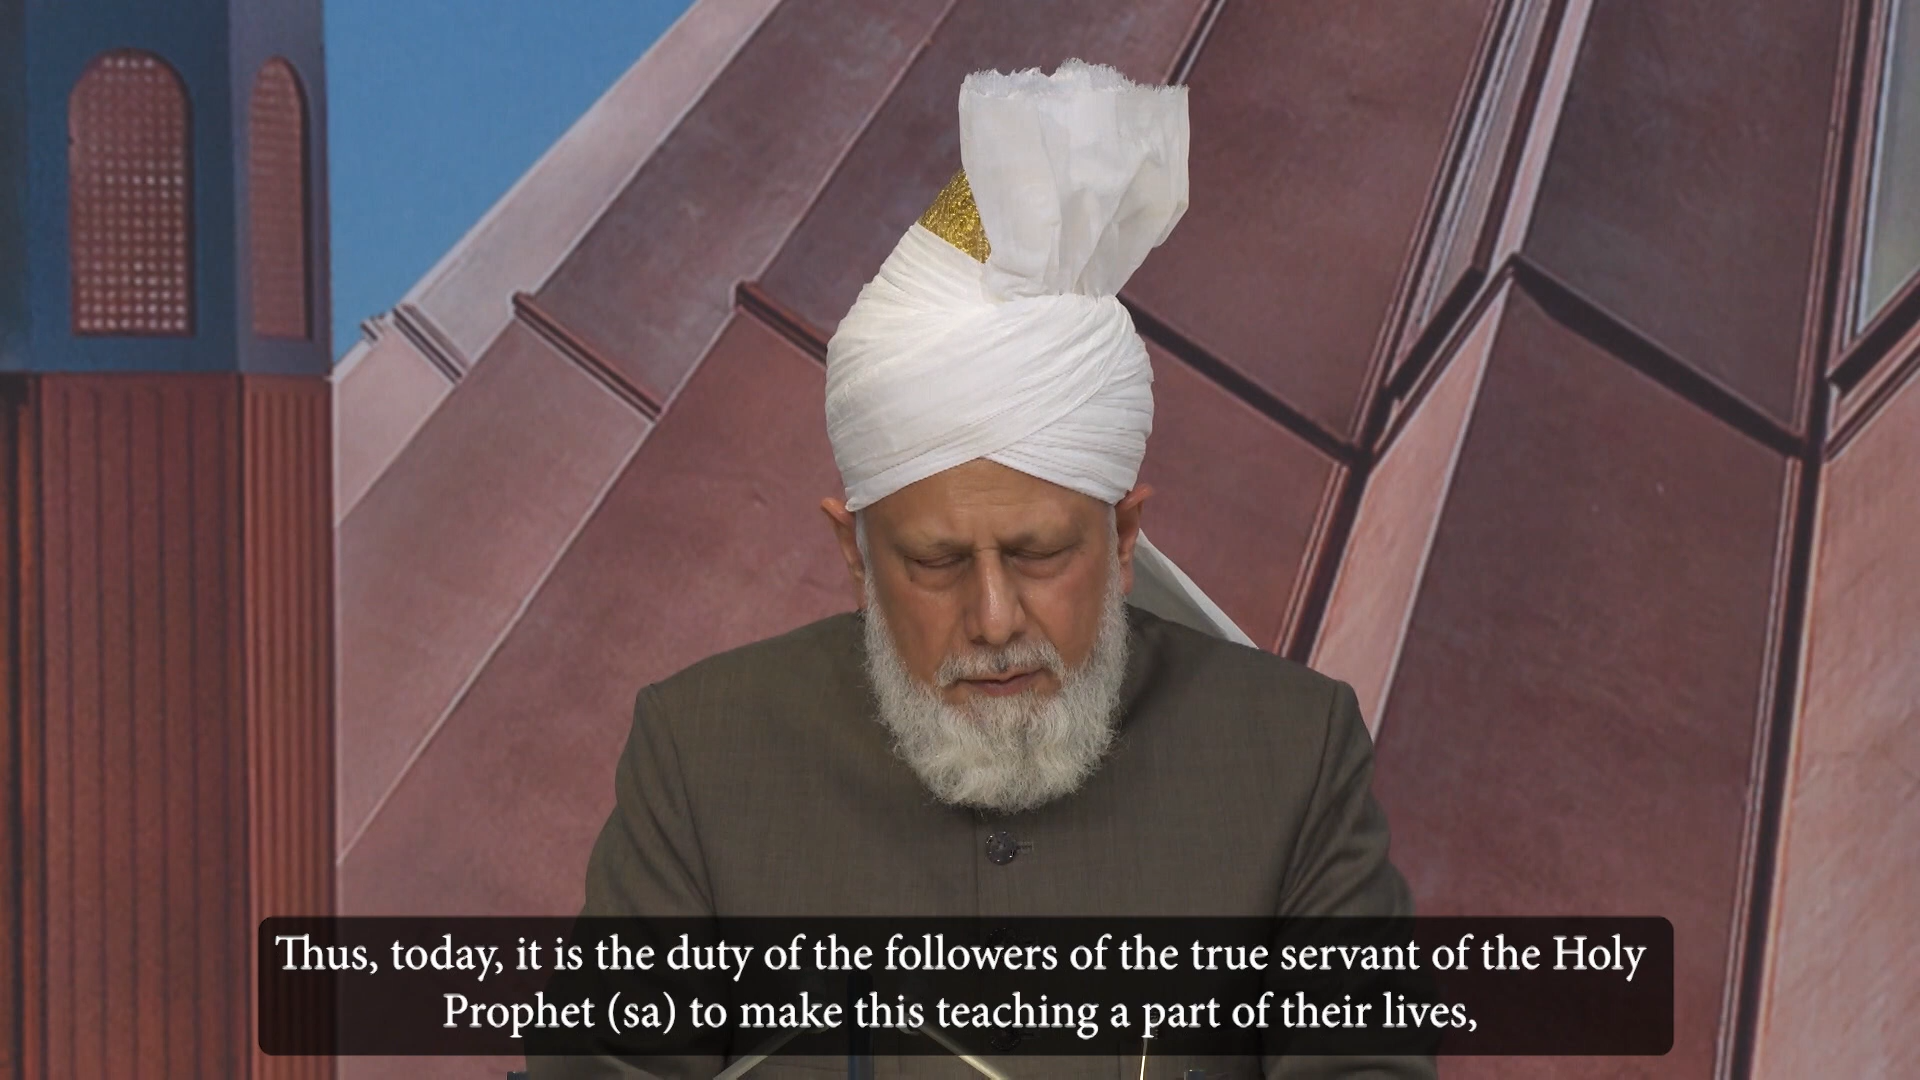 Thus, today, it is the duty of the followers of the true servant of the Holy
Prophet (sa) to make this teaching a part of their lives,